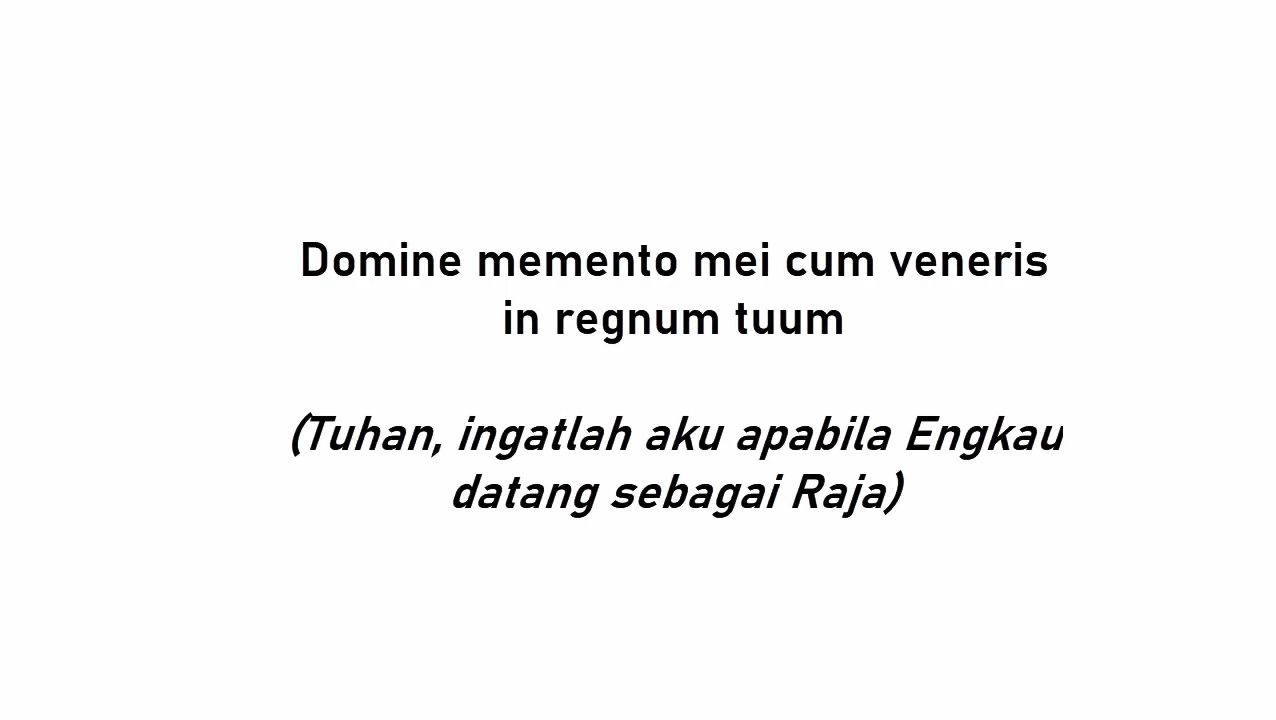 Domine memento mei cum veneris
in regnum tuum
(Tuhan, ingatlah aku apabila Engkau
datang sebagai Raja)